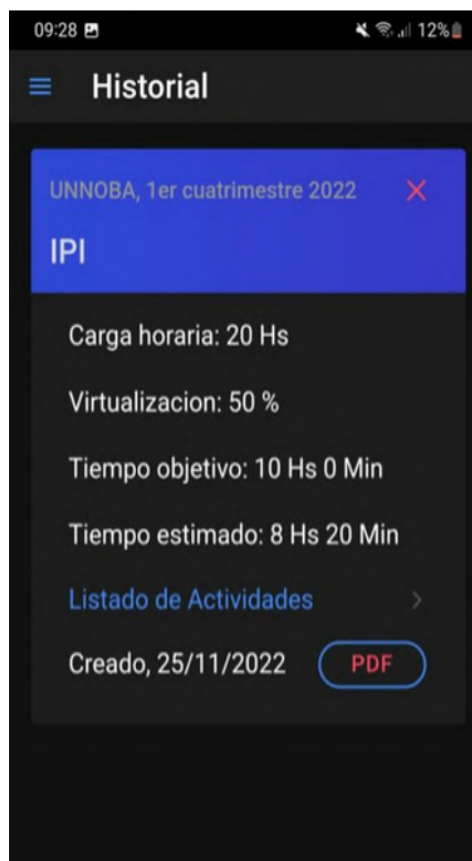 09:28 12%
Historial
UNNOBA, 1er cuatrimestre 2022
IPI
Carga horaria: 20 Hs
Virtualizacion: 50 %
Tiempo objetivo: 10 Hs 0 Min
Tiempo estimado: 8 Hs 20 Min
Listado de Actividades
Creado, 25/11/2022 PDF